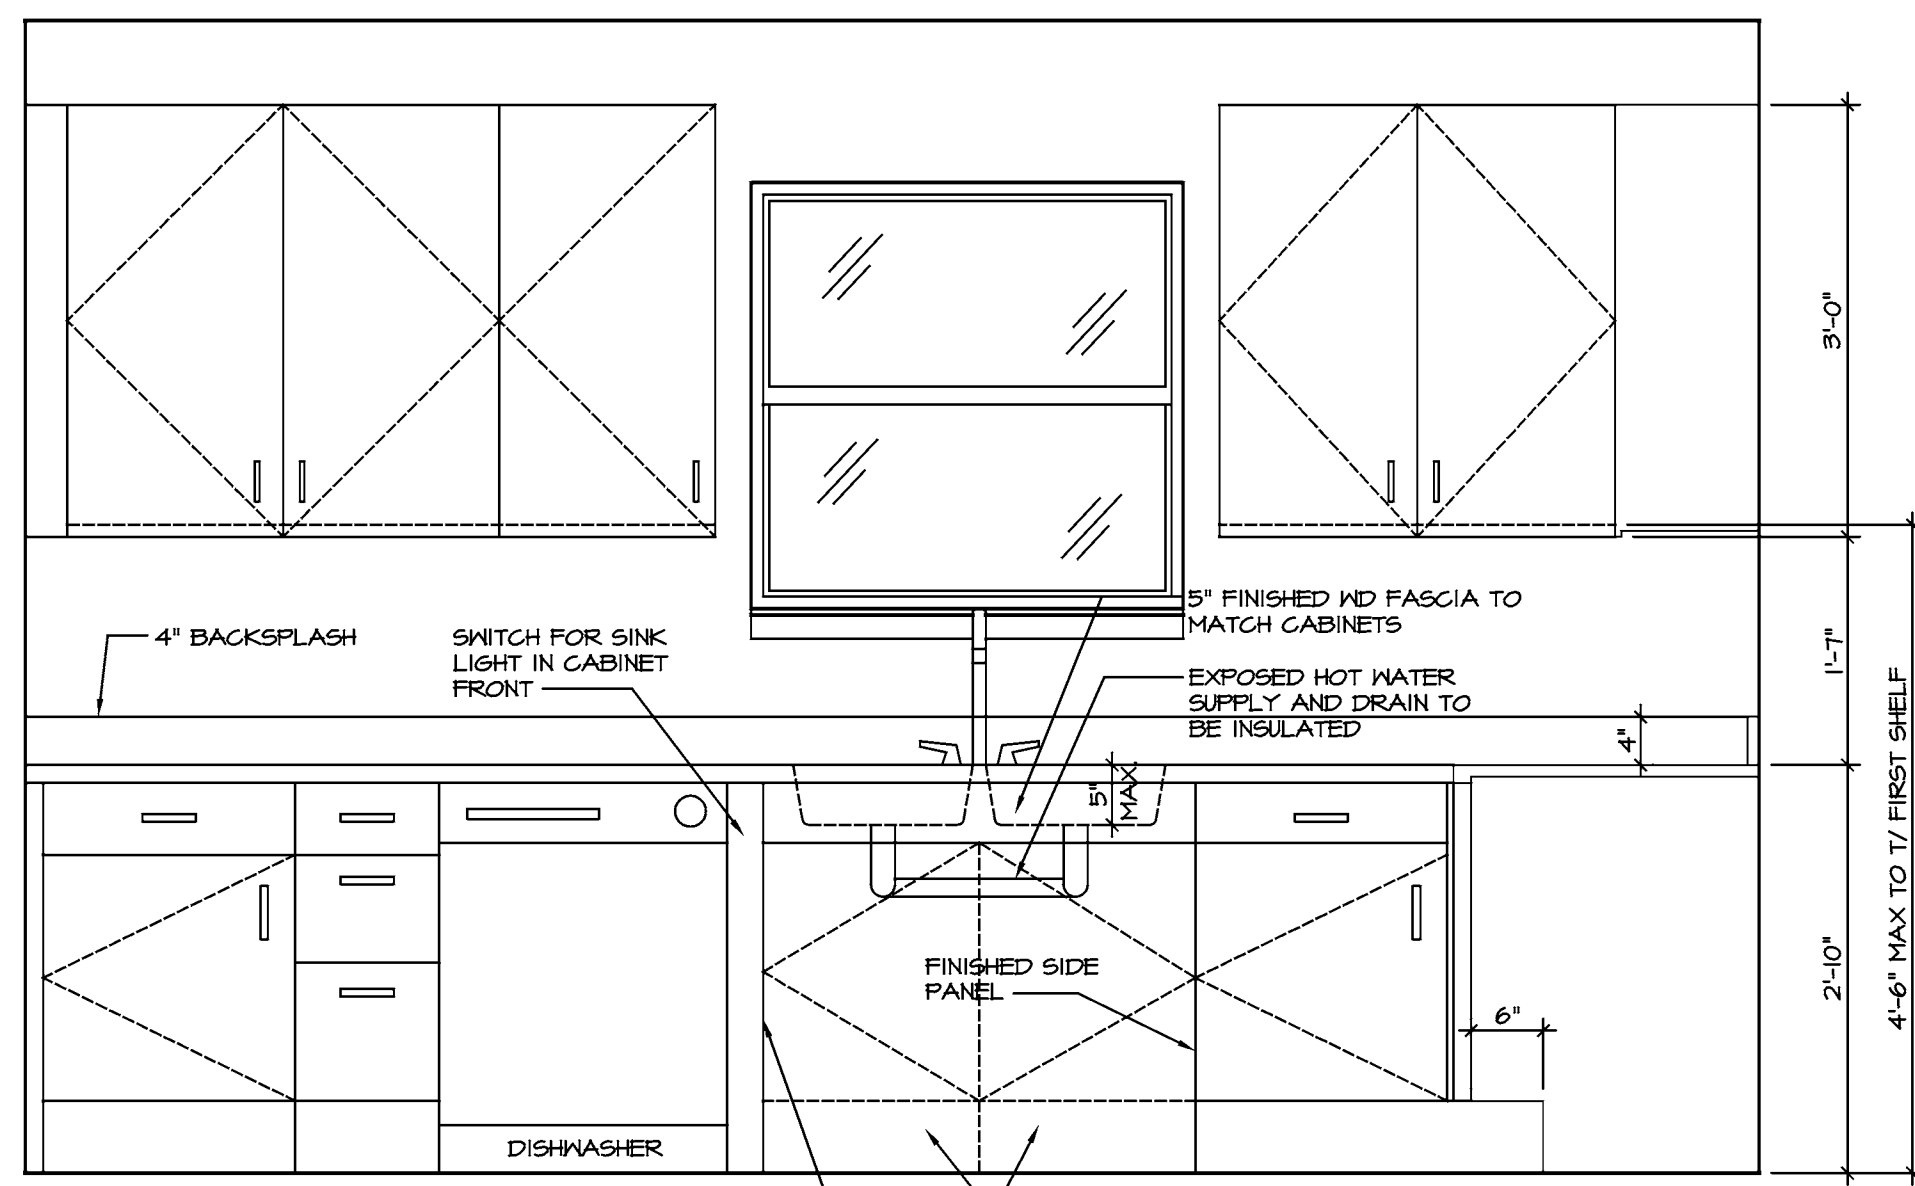 3'-0"
5" FINISHED WD FASCIA TO
MATCH CABINETS
4" BACKSPLASH
SWITCH FOR SINK
LIGHT IN CABINET
FRONT
EXPOSED HOT WATER
SUPPLY AND DRAIN TO
BE INSULATED
1'-7"
4"
5"
MAX.
4'-6" MAX TO T/ FIRST SHELF
FINISHED SIDE
PANEL
6"
2'-10"
DISHWASHER